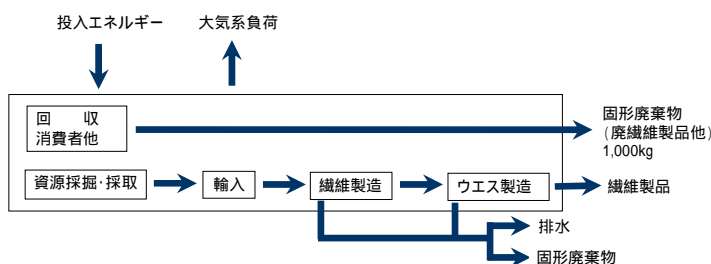 投入エネルギー
大気系負荷
回　　収
消費者他
固形廃棄物
(廃繊維製品他)
1,000kg
資源採掘・採取
輸入
繊維製造
ウエス製造
繊維製品
排水
固形廃棄物